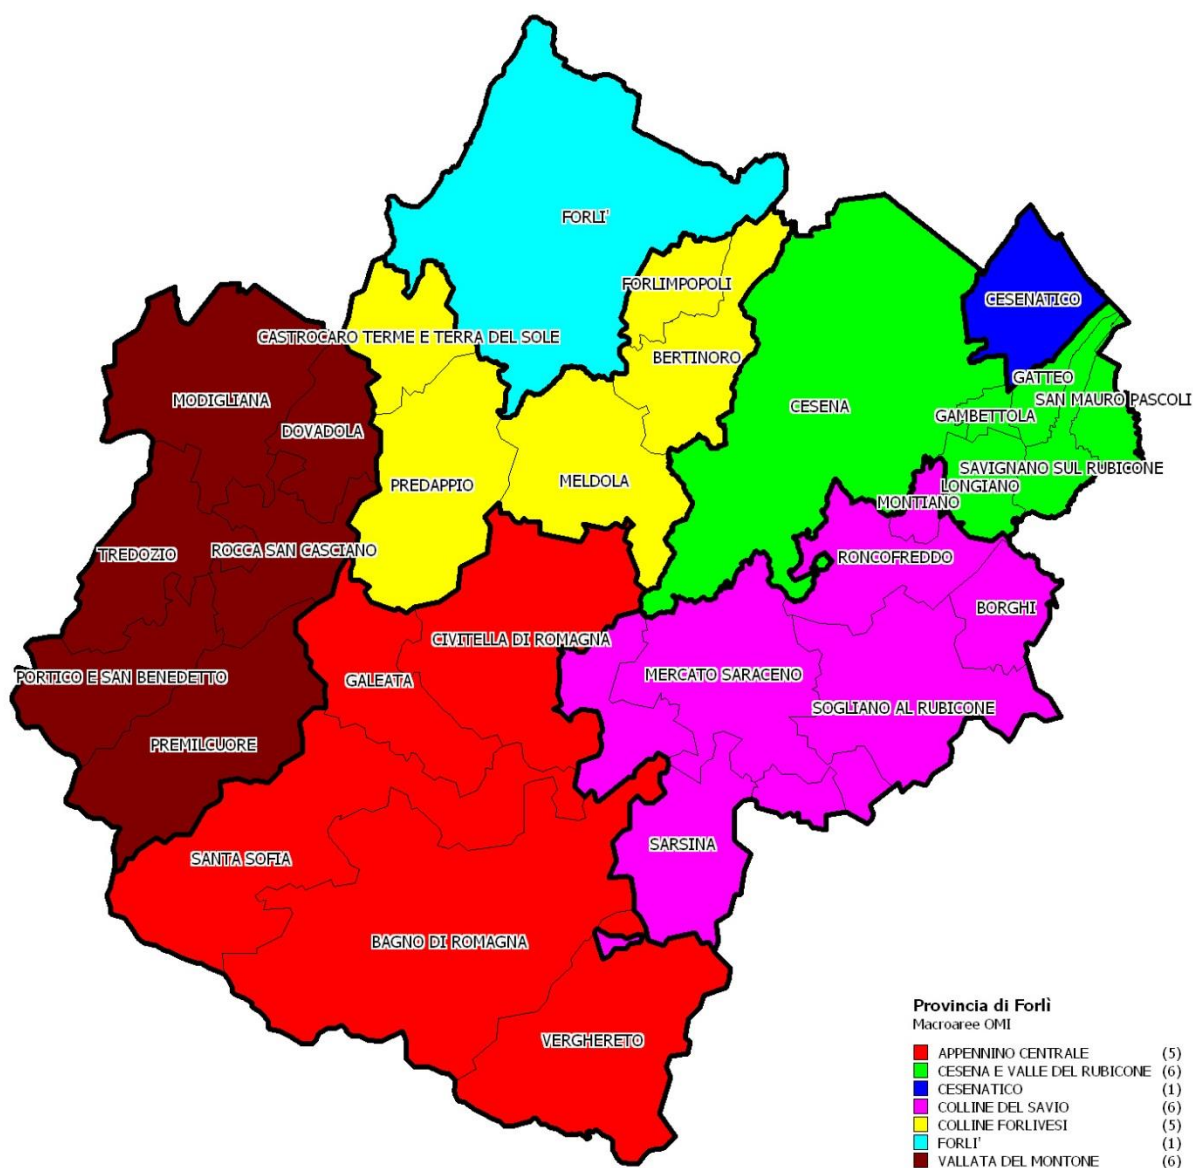 FORLI'
FORLIMPOPOLI
CESENATICO
CASTROCARO TERME E TERRA DEL SOLE
BERTINORO
GATTEO
MODIGLIANA
CESENA
SAN MAURO PASCOLI
GAMBETTOLA
DOVADOLA
SAVIGNANO SUL RUBICONE
PREDAPPIO
MELDOLA
LONGIANO
MONTIANO
TREDOZIO
ROCCA SAN CASCIANO
RONCOFREDDO
BORGHI
CIVITELLA DI ROMAGNA
PORTICO E SAN BENEDETTO
GALEATA
MERCATO SARACENO
SOGLIANO AL RUBICONE
PREMILCUORE
SARSINA
SANTA SOFIA
BAGNO DI ROMAGNA
VERGHERETO
Provincia di Forlì
Macroaree OMI
APPENNINO CENTRALE (5)
CESENA E VALLE DEL RUBICONE (6)
CESENATICO (1)
COLLINE DEL SAVIO (6)
COLLINE FORLIVESI (5)
FORLI' (1)
VALLATA DEL MONTONE (6)